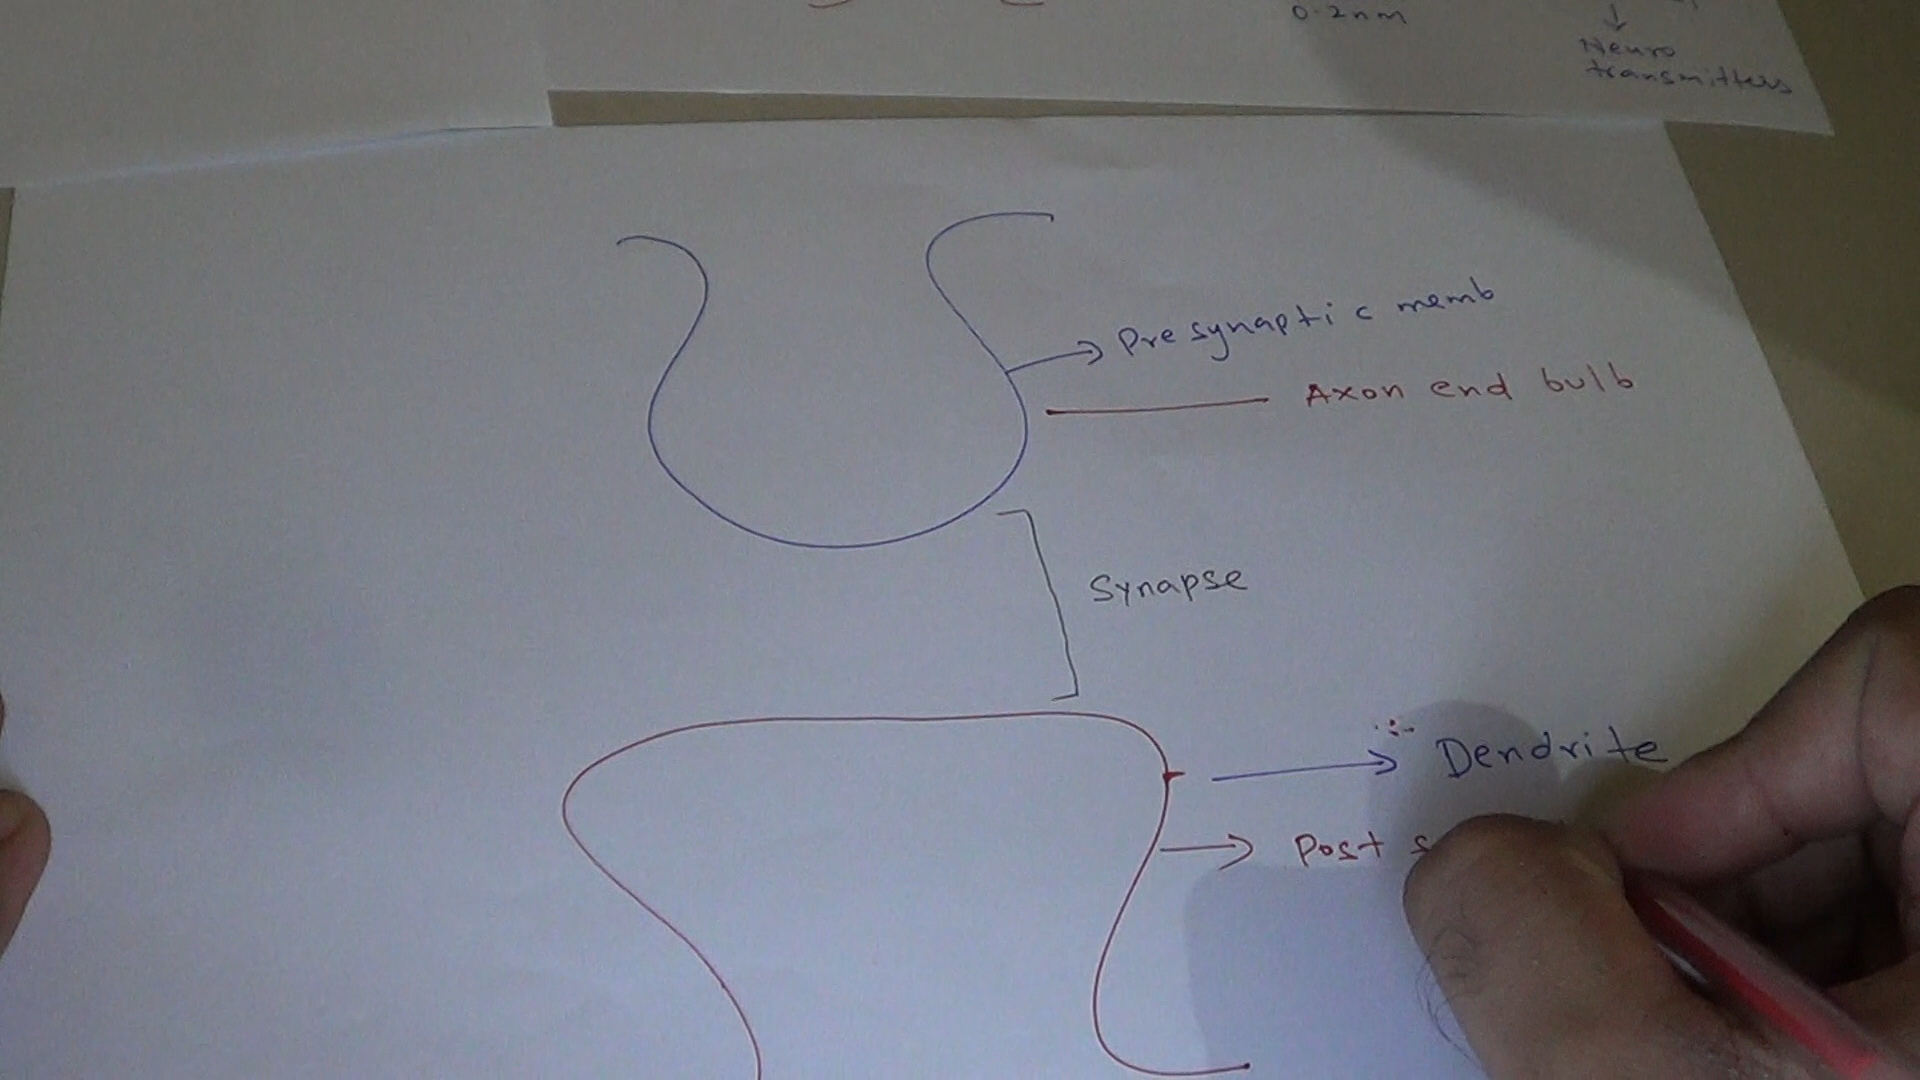 0.2nm
Neuro
transmitters
Presynaptic memb
Axon end bulb
Synapse
Dendrite
Post s